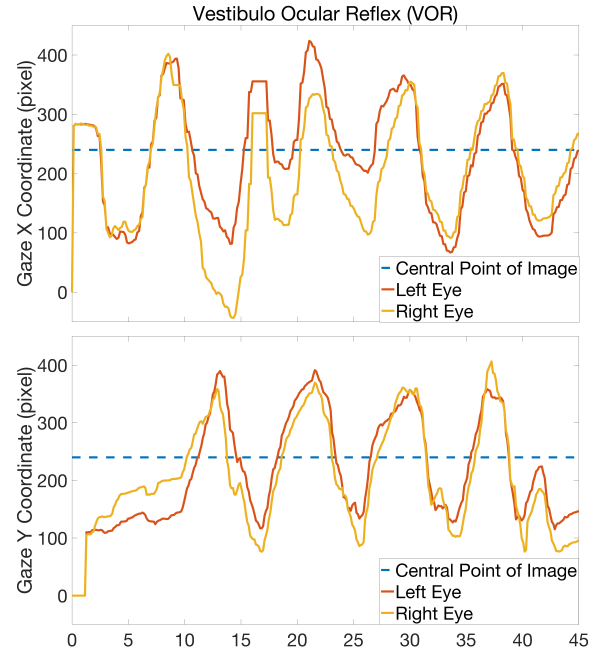 Vestibulo Ocular Reflex (VOR)
Gaze X Coordinate (pixel)
400
300
200
100
0
Central Point of Image
Left Eye
Right Eye
Gaze Y Coordinate (pixel)
400
300
200
100
0
Central Point of Image
Left Eye
Right Eye
0 5 10 15 20 25 30 35 40 45